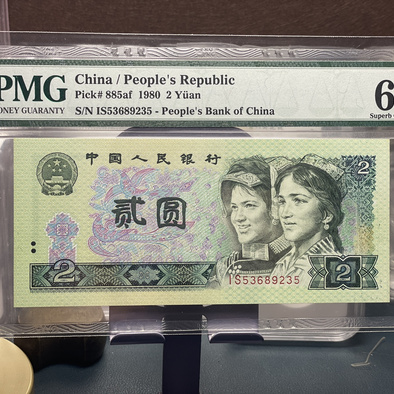 PMG
MONEY GUARANTY
China / People's Republic
Pick# 885af 1980 2 Yüan
S/N IS53689235 - People's Bank of China
6
Superb
中国人民银行
2
贰圆
2
2
IS53689235